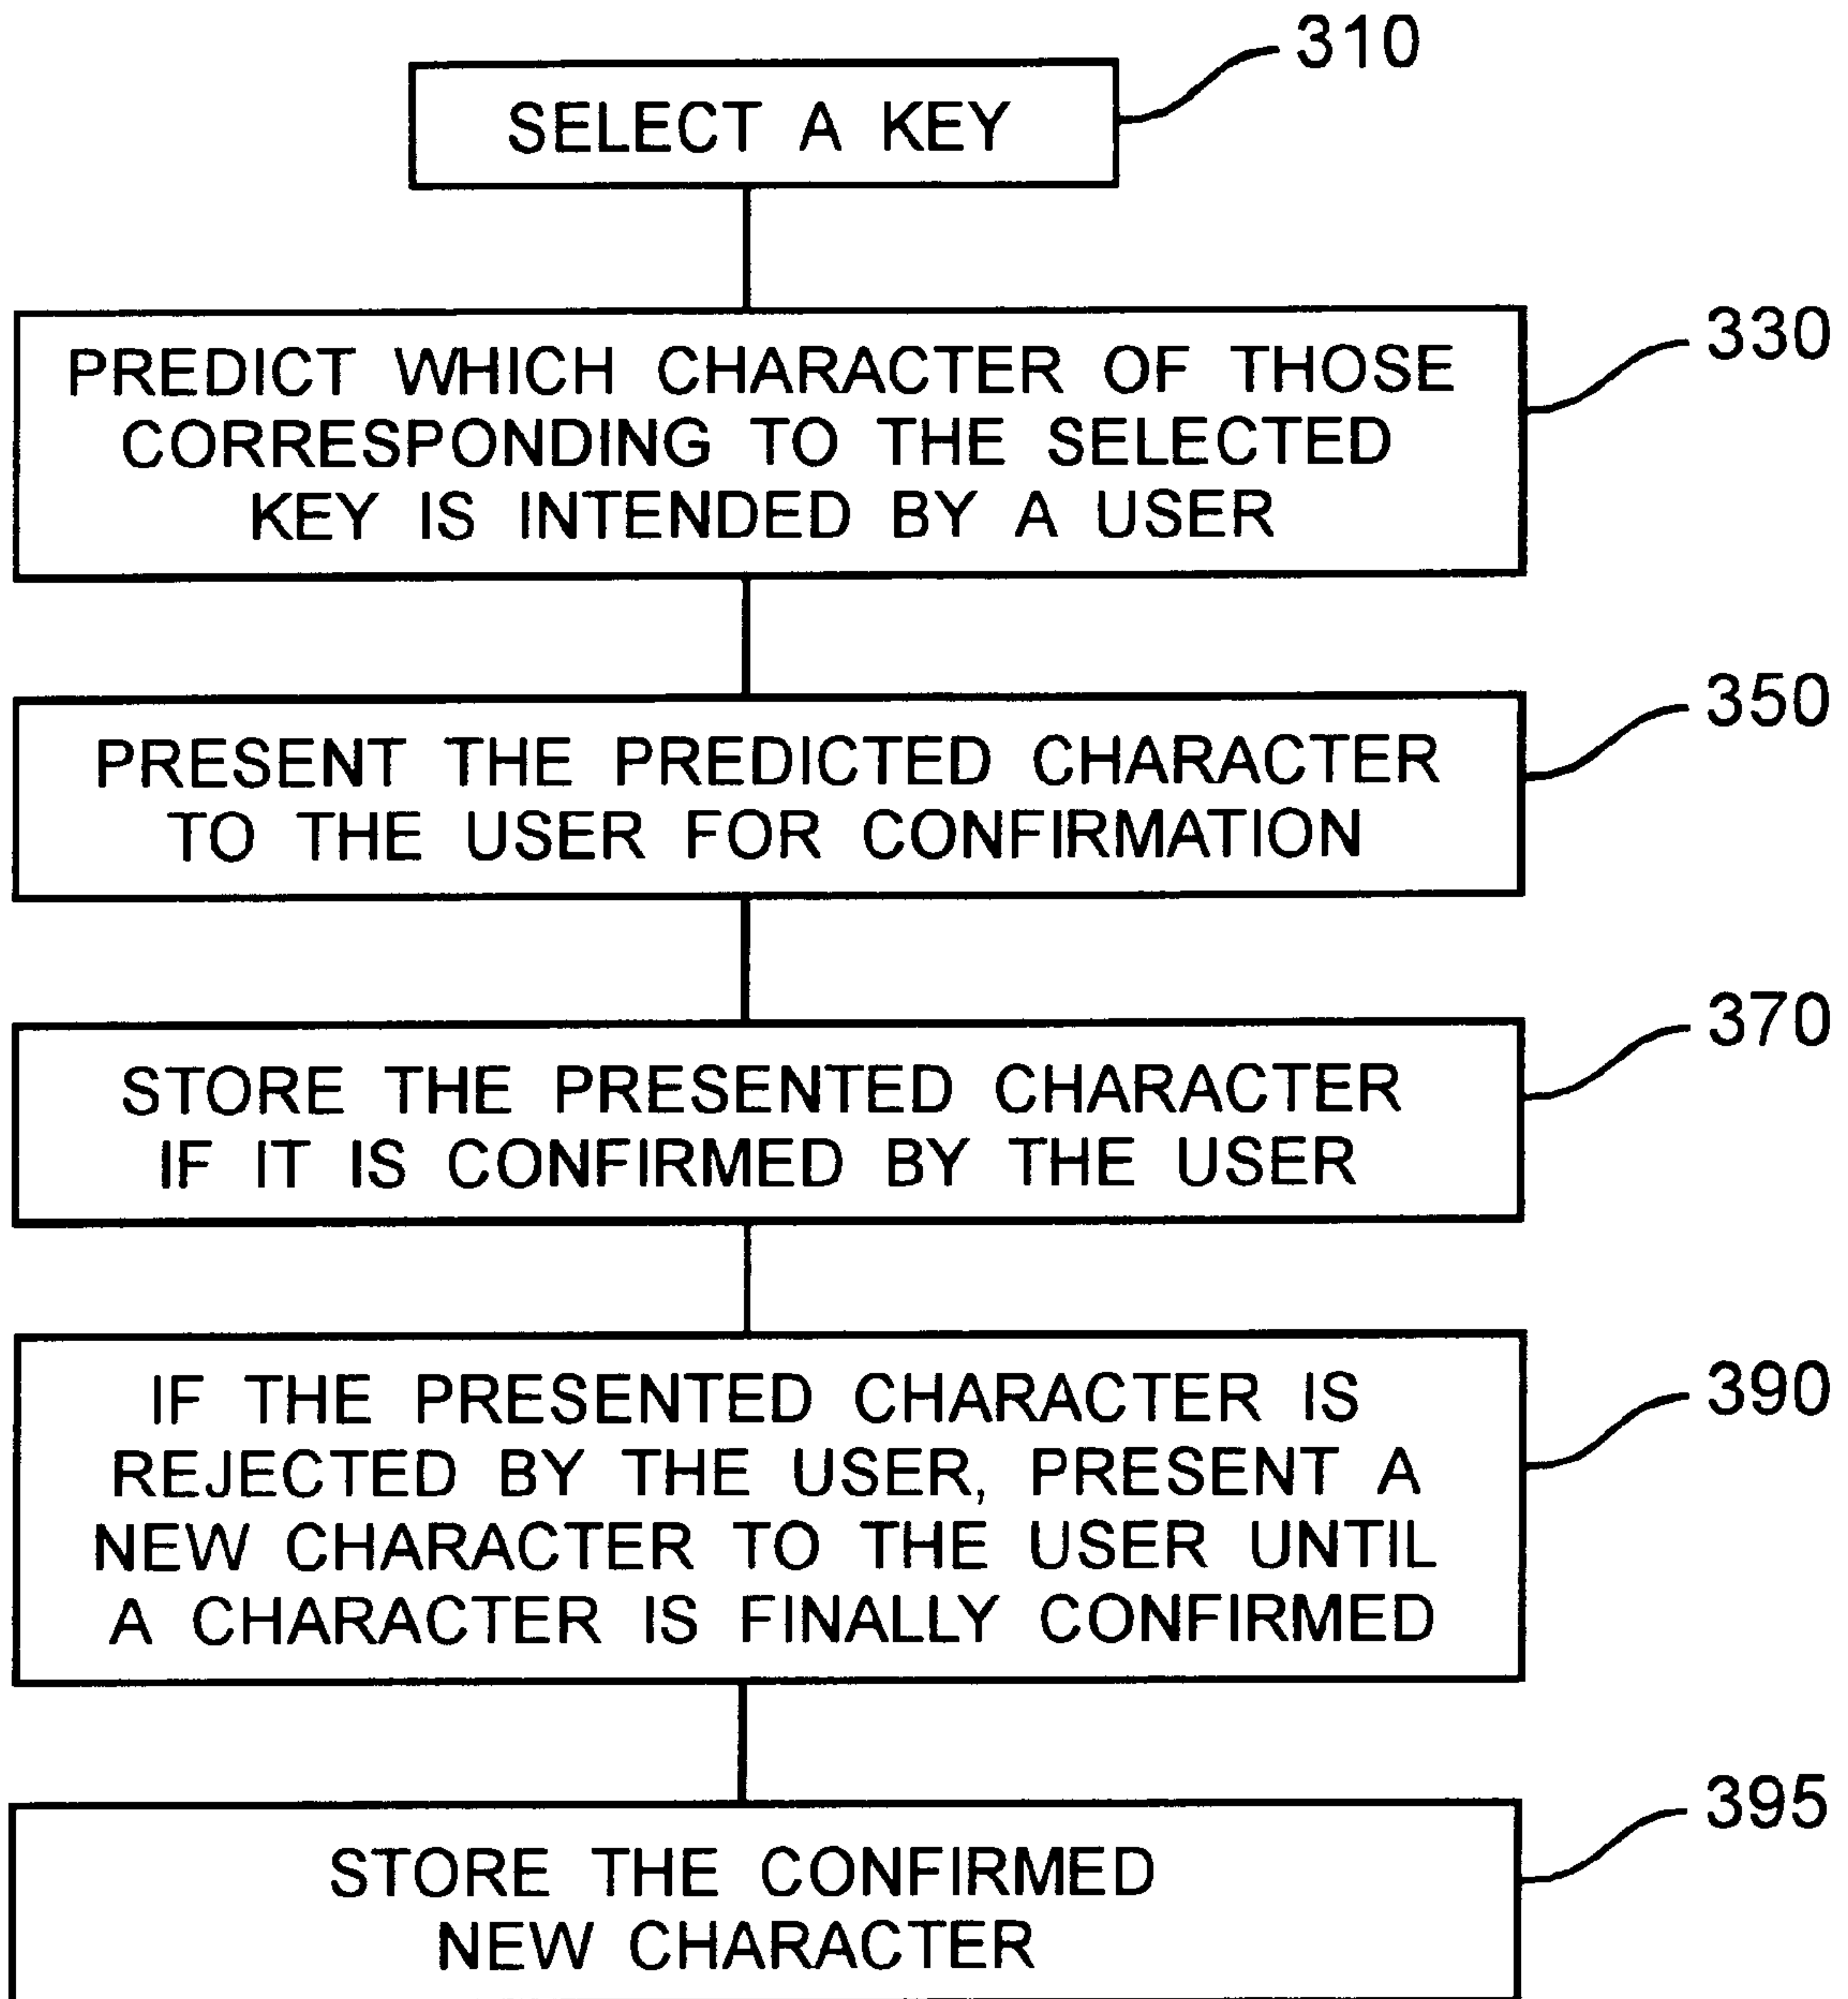 310
SELECT A KEY
330
PREDICT WHICH CHARACTER OF THOSE
CORRESPONDING TO THE SELECTED
KEY IS INTENDED BY A USER
350
PRESENT THE PREDICTED CHARACTER
TO THE USER FOR CONFIRMATION
370
STORE THE PRESENTED CHARACTER
IF IT IS CONFIRMED BY THE USER
390
IF THE PRESENTED CHARACTER IS
REJECTED BY THE USER, PRESENT A
NEW CHARACTER TO THE USER UNTIL
A CHARACTER IS FINALLY CONFIRMED
395
STORE THE CONFIRMED
NEW CHARACTER